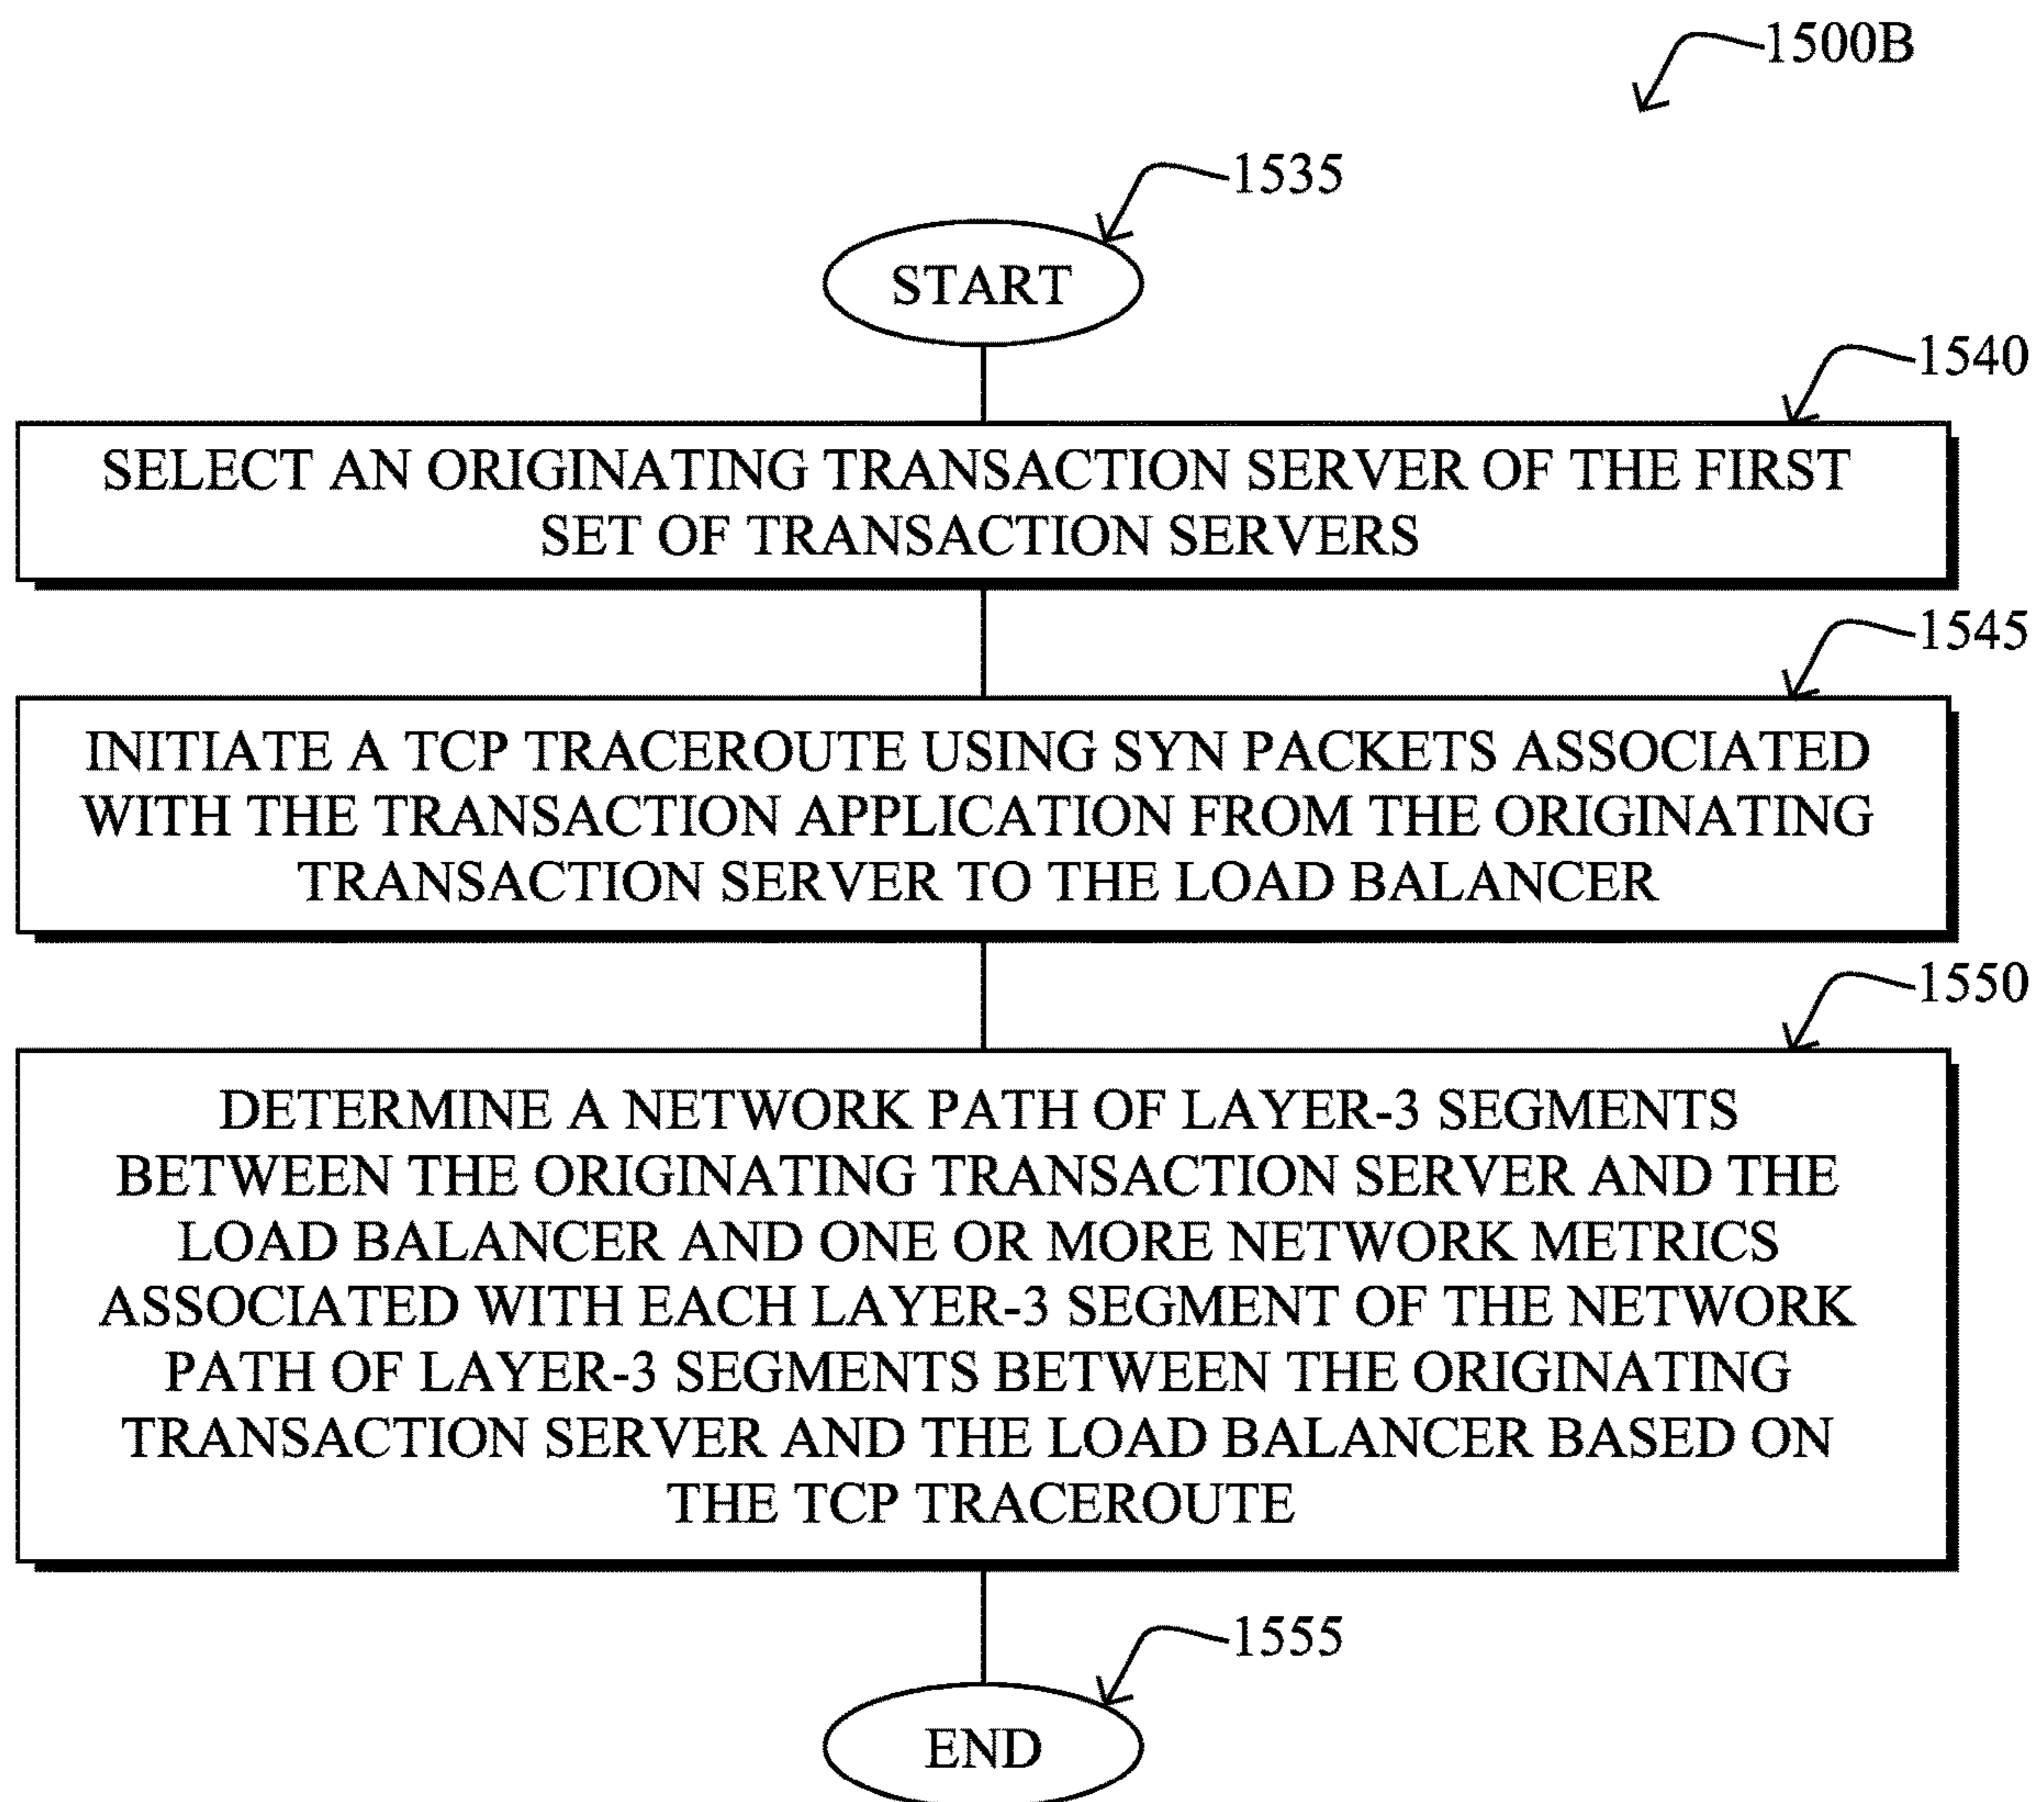 1500B
1535
START
1540
SELECT AN ORIGINATING TRANSACTION SERVER OF THE FIRST
SET OF TRANSACTION SERVERS
1545
INITIATE A TCP TRACEROUTE USING SYN PACKETS ASSOCIATED
WITH THE TRANSACTION APPLICATION FROM THE ORIGINATING
TRANSACTION SERVER TO THE LOAD BALANCER
1550
DETERMINE A NETWORK PATH OF LAYER-3 SEGMENTS
BETWEEN THE ORIGINATING TRANSACTION SERVER AND THE
LOAD BALANCER AND ONE OR MORE NETWORK METRICS
ASSOCIATED WITH EACH LAYER-3 SEGMENT OF THE NETWORK
PATH OF LAYER-3 SEGMENTS BETWEEN THE ORIGINATING
TRANSACTION SERVER AND THE LOAD BALANCER BASED ON
THE TCP TRACEROUTE
1555
END